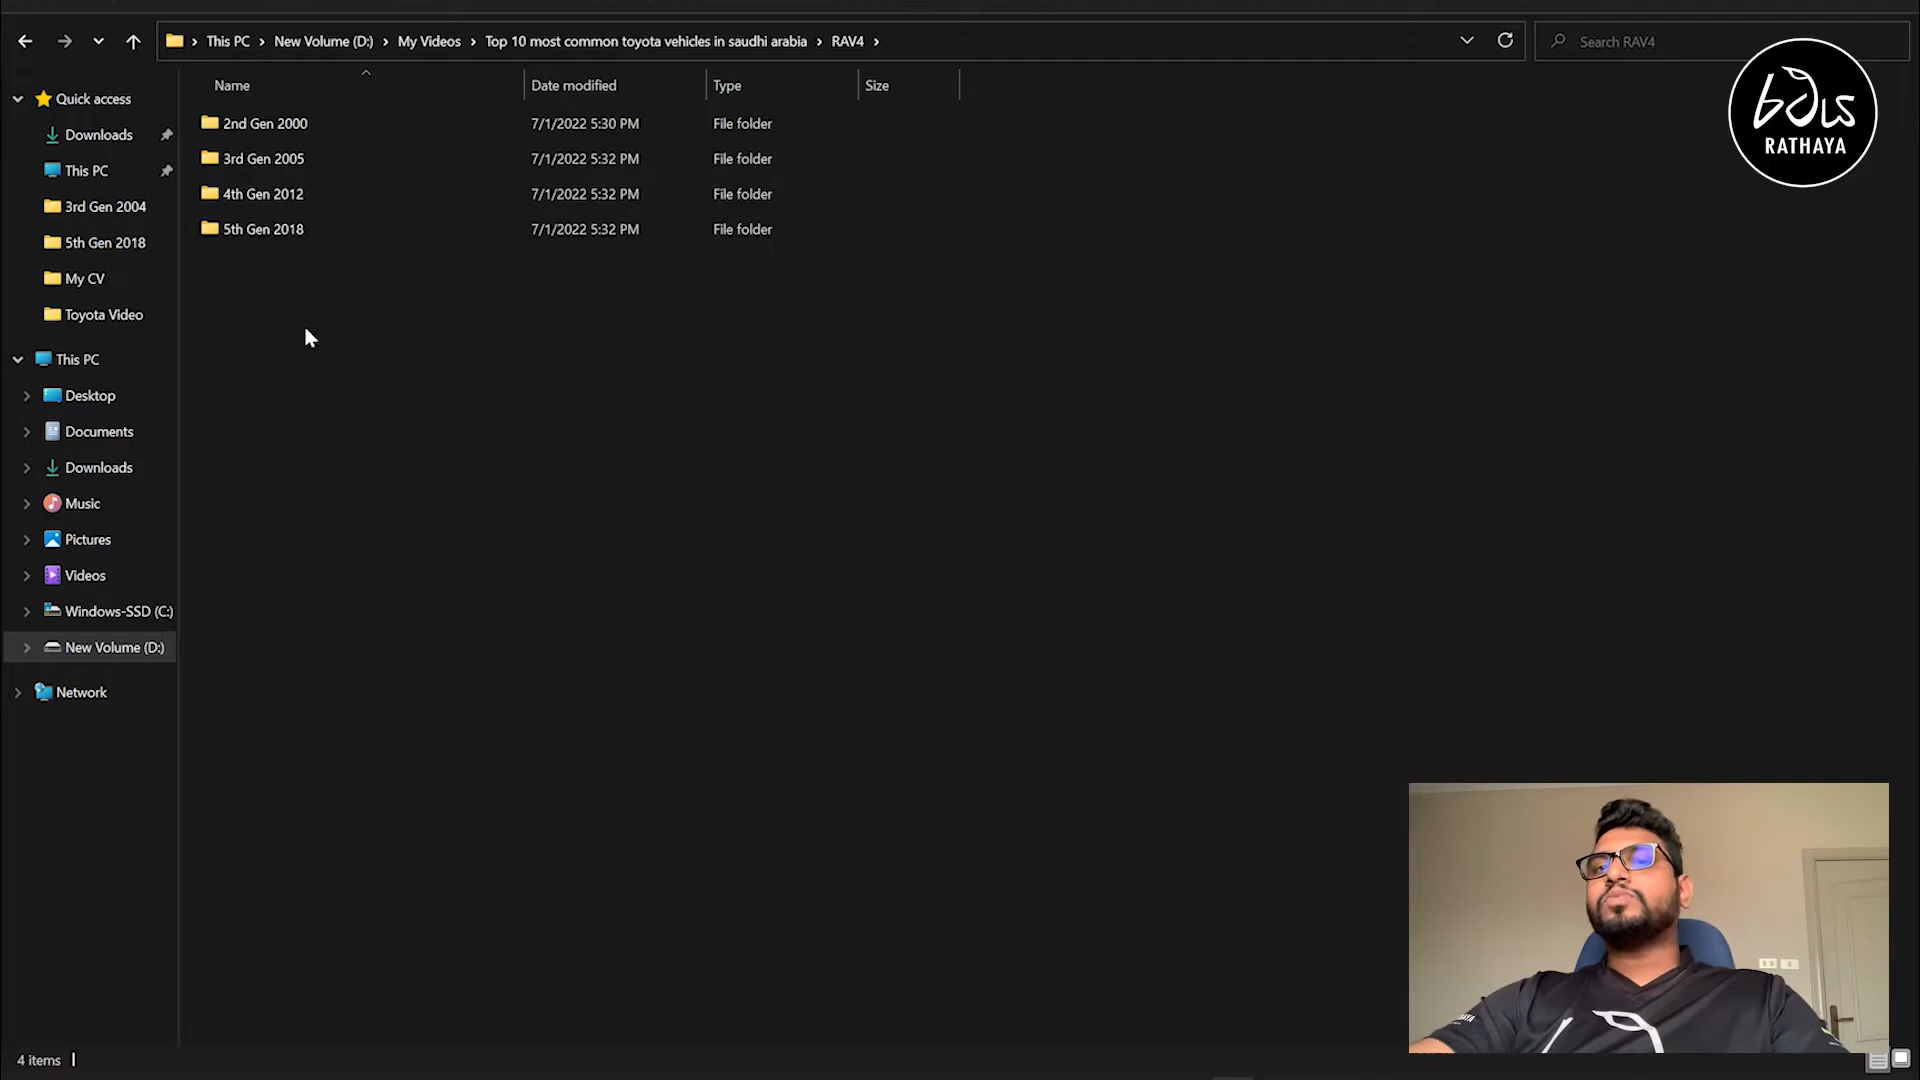 This PC
New Volume (D:)
My Videos
Top 10 most common toyota vehicles in saudhi arabia
RAV4
Search RAV4
RATHAYA
Name
Date modified
Type
Size
Quick access
Downloads
This PC
3rd Gen 2004
5th Gen 2018
My CV
Toyota Video
This PC
Desktop
Documents
Downloads
Music
Pictures
Videos
Windows-SSD (C:)
New Volume (D:)
Network
2nd Gen 2000 7/1/2022 5:30 PM File folder
3rd Gen 2005 7/1/2022 5:32 PM File folder
4th Gen 2012 7/1/2022 5:32 PM File folder
5th Gen 2018 7/1/2022 5:32 PM File folder
4 items